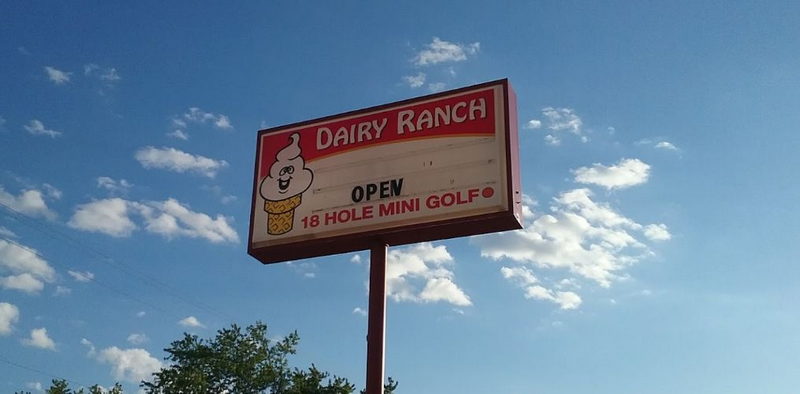 DAIRY RANCH
OPEN
18 HOLE MINI GOLF